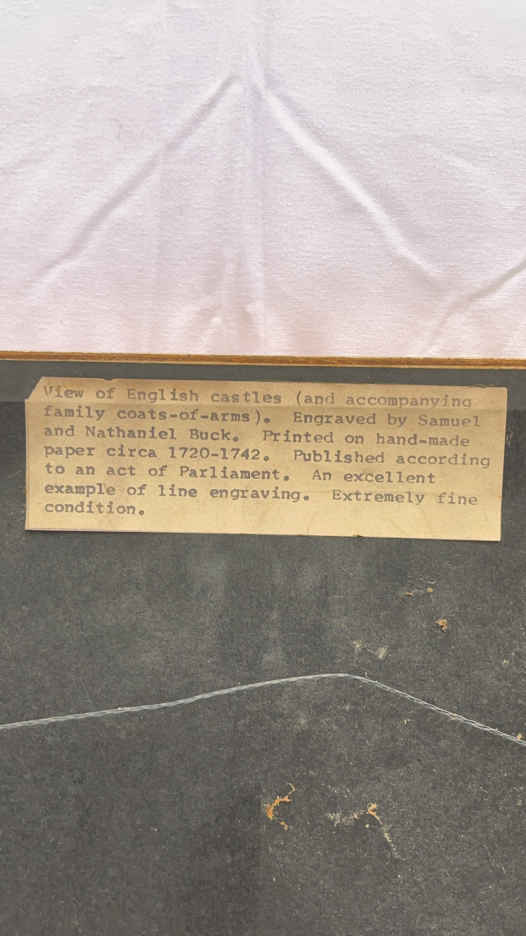 View of English castles (and accompanying
family coats-of-arms).  Engraved by Samuel
and Nathaniel Buck.  Printed on hand-made
paper circa 1720-1742.  Published according
to an act of Parliament.  An excellent
example of line engraving.  Extremely fine
condition.